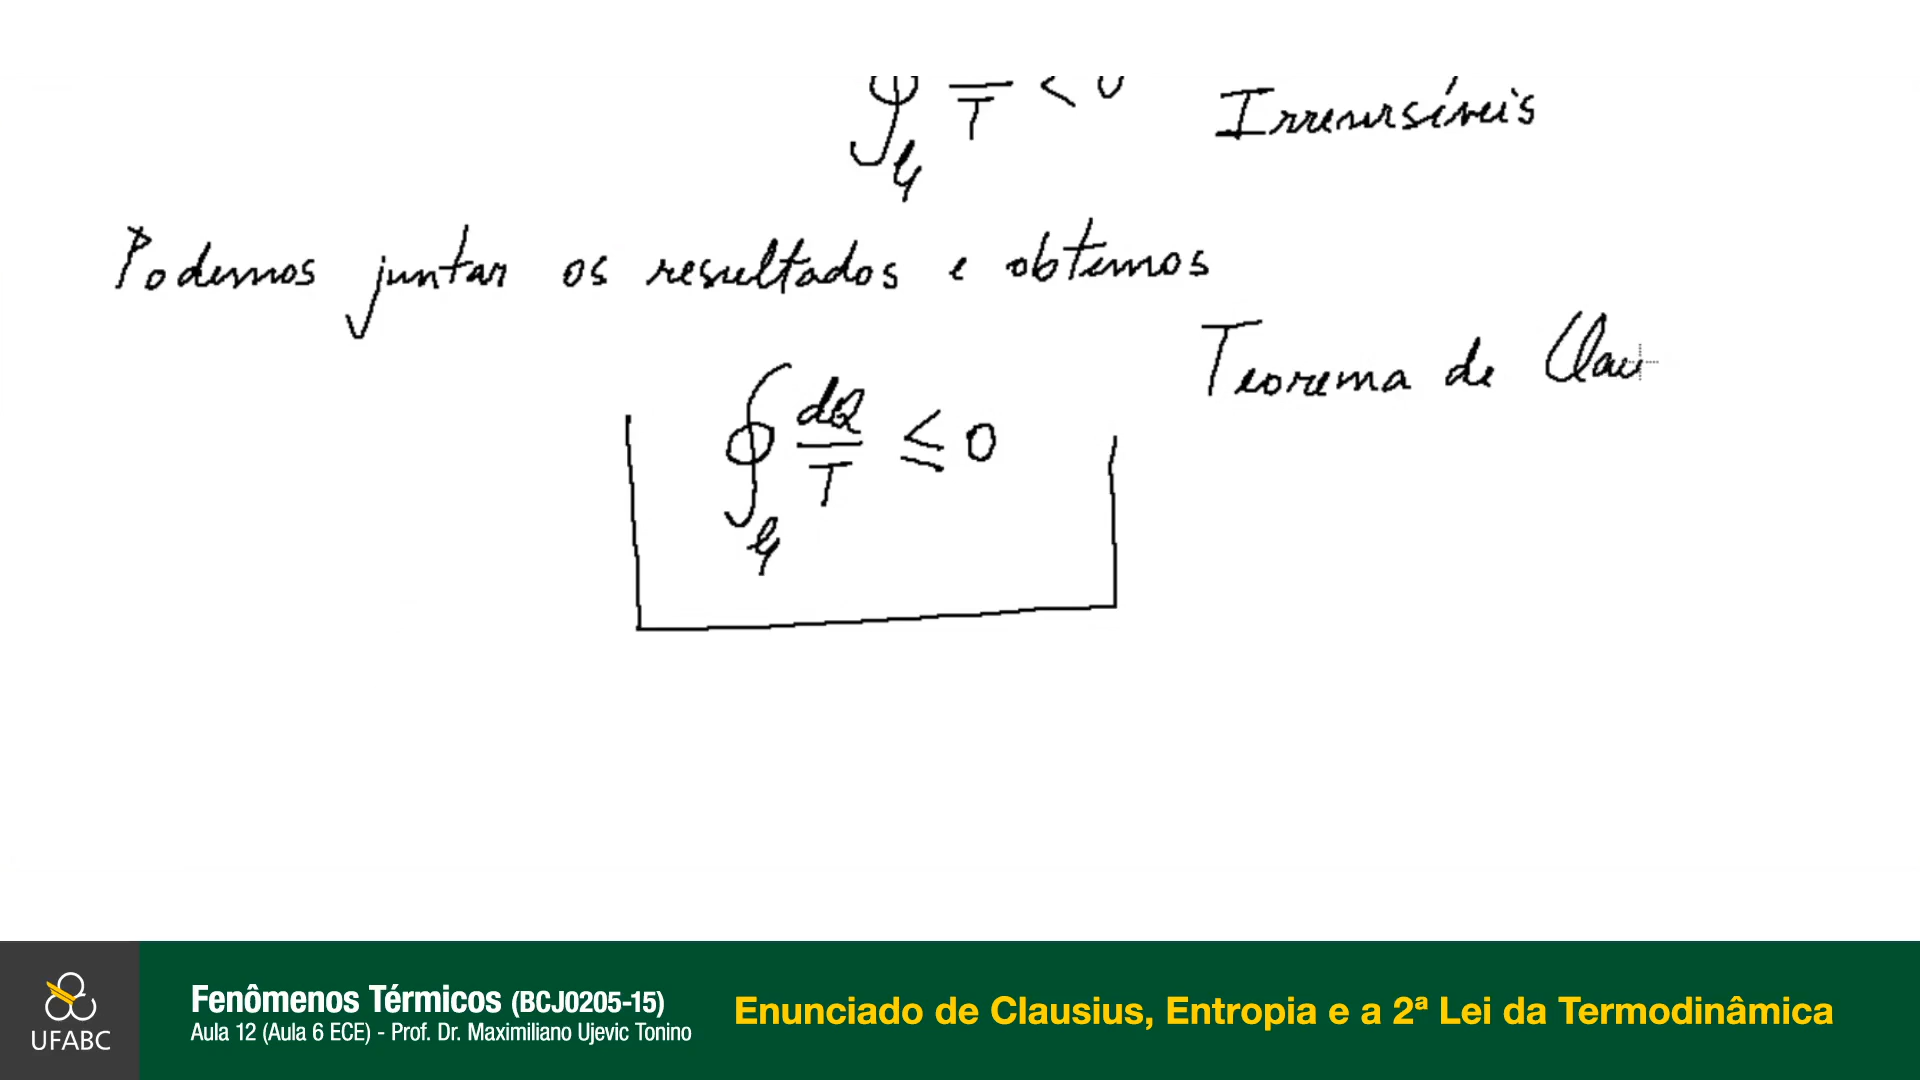 ∮ / T < 0 Irreversíveis
Podemos juntar os resultados e obtemos
Teorema de Clau
∮ dQ/T ≤ 0
UFABC
Fenômenos Térmicos (BCJ0205-15)
Aula 12 (Aula 6 ECE) - Prof. Dr. Maximiliano Ujevic Tonino
Enunciado de Clausius, Entropia e a 2ª Lei da Termodinâmica